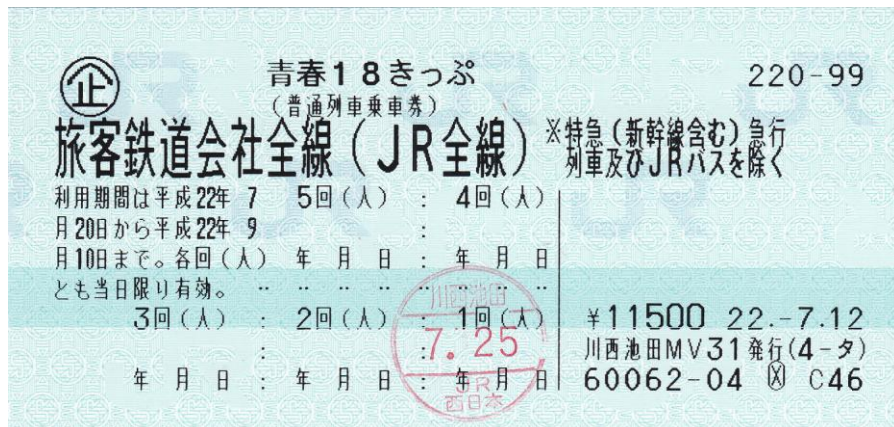 企 青春18きっぷ 220-99
(普通列車乗車券)
旅客鉄道会社全線(JR全線) ※特急(新幹線含む)急行
列車及びJRバスを除く
利用期間は平成22年 7
月20日から平成22年 9
月10日まで。各回(人)
とも当日限り有効。
5回(人) : 4回(人)
:
年 月 日 : 年 月 日
‥ ‥ ‥ ‥ ‥ ‥ ‥ ‥
3回(人) : 2回(人) : 1回(人)
: :
年 月 日 : 年 月 日 : 年 月 日
川西池田
7.25
JR
西日本
¥11500 22.-7.12
川西池田MV31発行(4-タ)
60062-04 Ⓧ C46